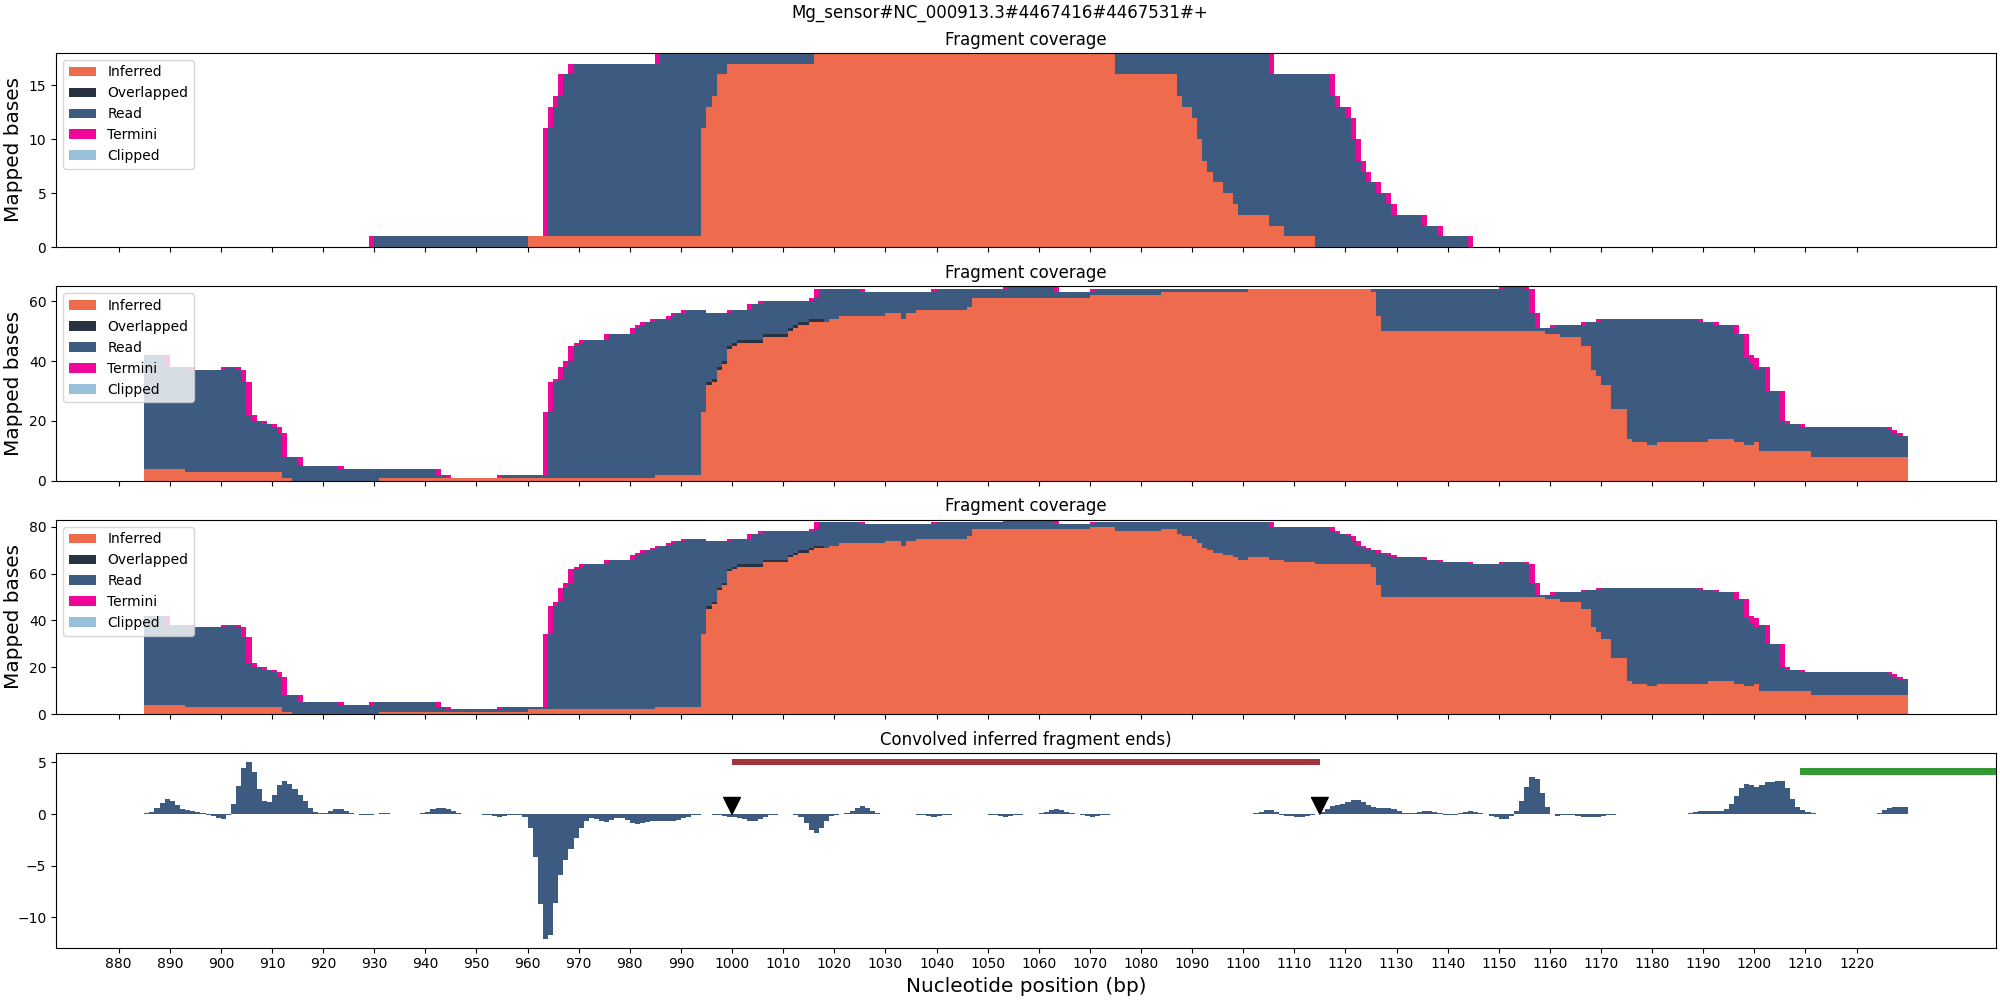 Mg_sensor#NC_000913.3#4467416#4467531#+
Fragment coverage
Mapped bases
15
10
5
0
Inferred
Overlapped
Read
Termini
Clipped
Fragment coverage
Mapped bases
60
40
20
0
Inferred
Overlapped
Read
Termini
Clipped
Fragment coverage
Mapped bases
80
60
40
20
0
Inferred
Overlapped
Read
Termini
Clipped
Convolved inferred fragment ends)
5
0
−5
−10
880 890 900 910 920 930 940 950 960 970 980 990 1000 1010 1020 1030 1040 1050 1060 1070 1080 1090 1100 1110 1120 1130 1140 1150 1160 1170 1180 1190 1200 1210 1220
Nucleotide position (bp)